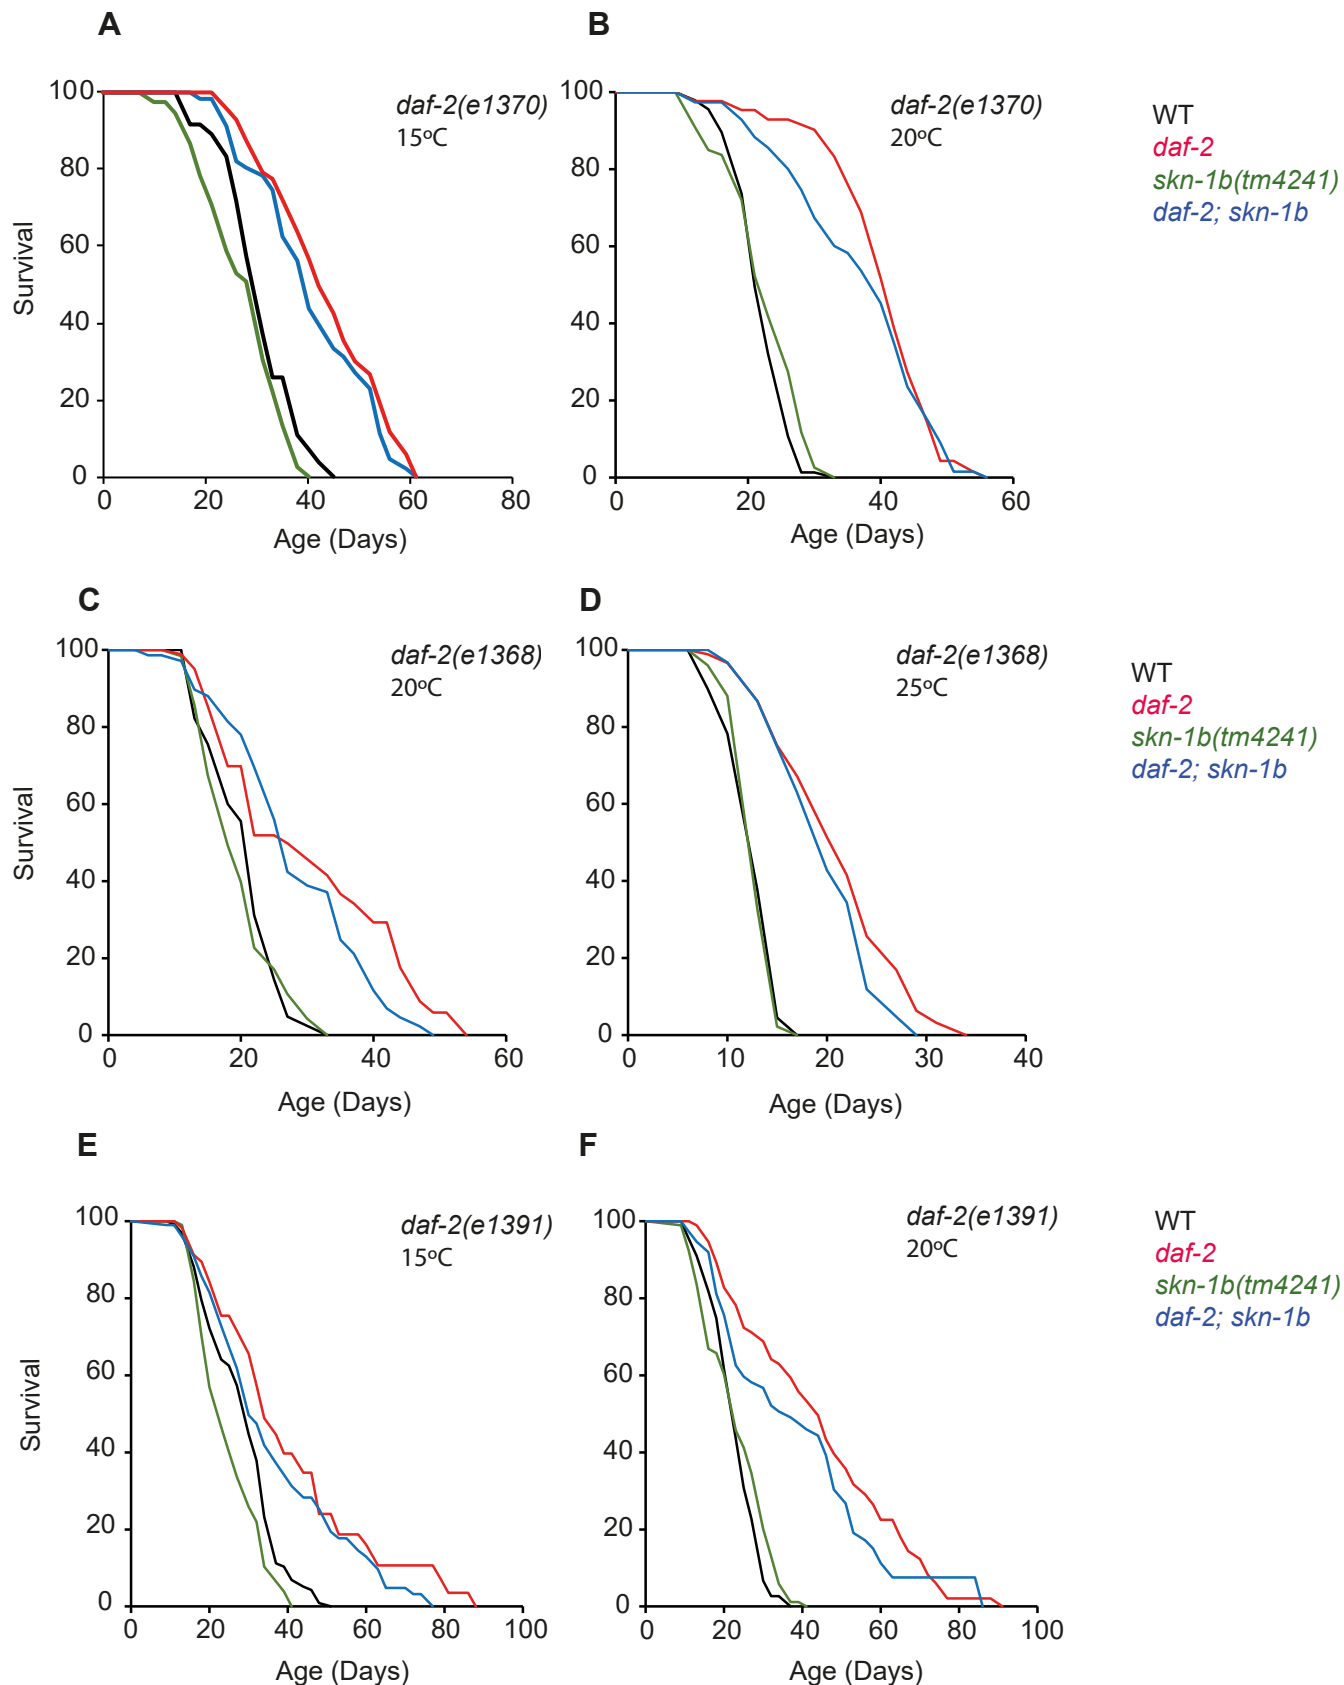 A
B
daf-2(e1370)
15ºC
100
80
60
40
20
0
Survival
0
20
40
60
80
Age (Days)
daf-2(e1370)
20ºC
100
80
60
40
20
0
0
20
40
60
Age (Days)
WT
daf-2
skn-1b(tm4241)
daf-2; skn-1b
C
D
daf-2(e1368)
20ºC
100
80
60
40
20
0
Survival
0
20
40
60
Age (Days)
daf-2(e1368)
25ºC
100
80
60
40
20
0
0
10
20
30
40
Age (Days)
WT
daf-2
skn-1b(tm4241)
daf-2; skn-1b
E
F
daf-2(e1391)
15ºC
100
80
60
40
20
0
Survival
0
20
40
60
80
100
Age (Days)
daf-2(e1391)
20ºC
100
80
60
40
20
0
0
20
40
60
80
100
Age (Days)
WT
daf-2
skn-1b(tm4241)
daf-2; skn-1b